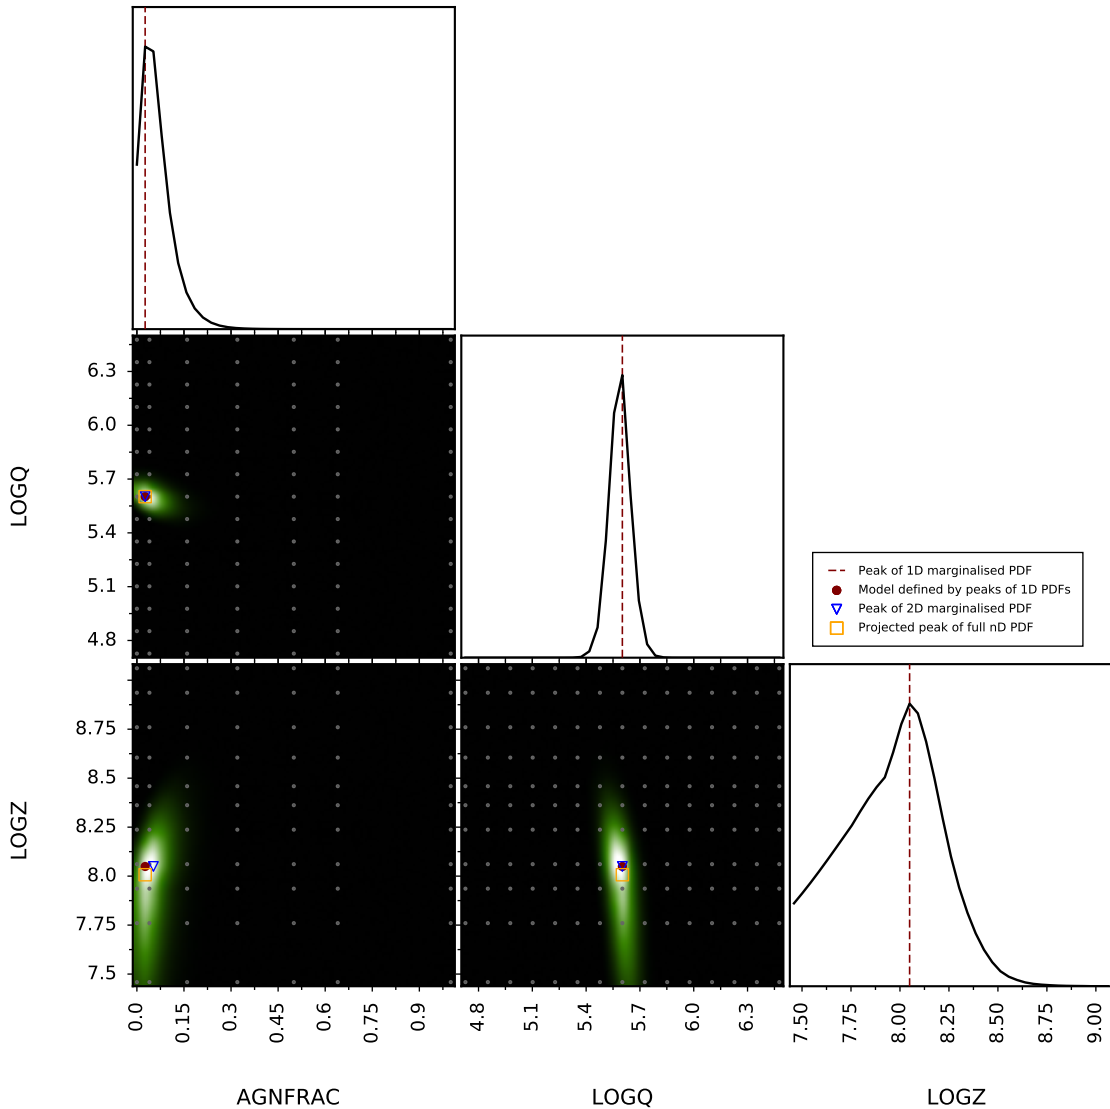 LOGQ
6.3
6.0
5.7
5.4
5.1
4.8
Peak of 1D marginalised PDF
Model defined by peaks of 1D PDFs
Peak of 2D marginalised PDF
Projected peak of full nD PDF
LOGZ
8.75
8.5
8.25
8.0
7.75
7.5
0.0 0.15 0.3 0.45 0.6 0.75 0.9
4.8 5.1 5.4 5.7 6.0 6.3
7.50 7.75 8.00 8.25 8.50 8.75 9.00
AGNFRAC LOGQ LOGZ